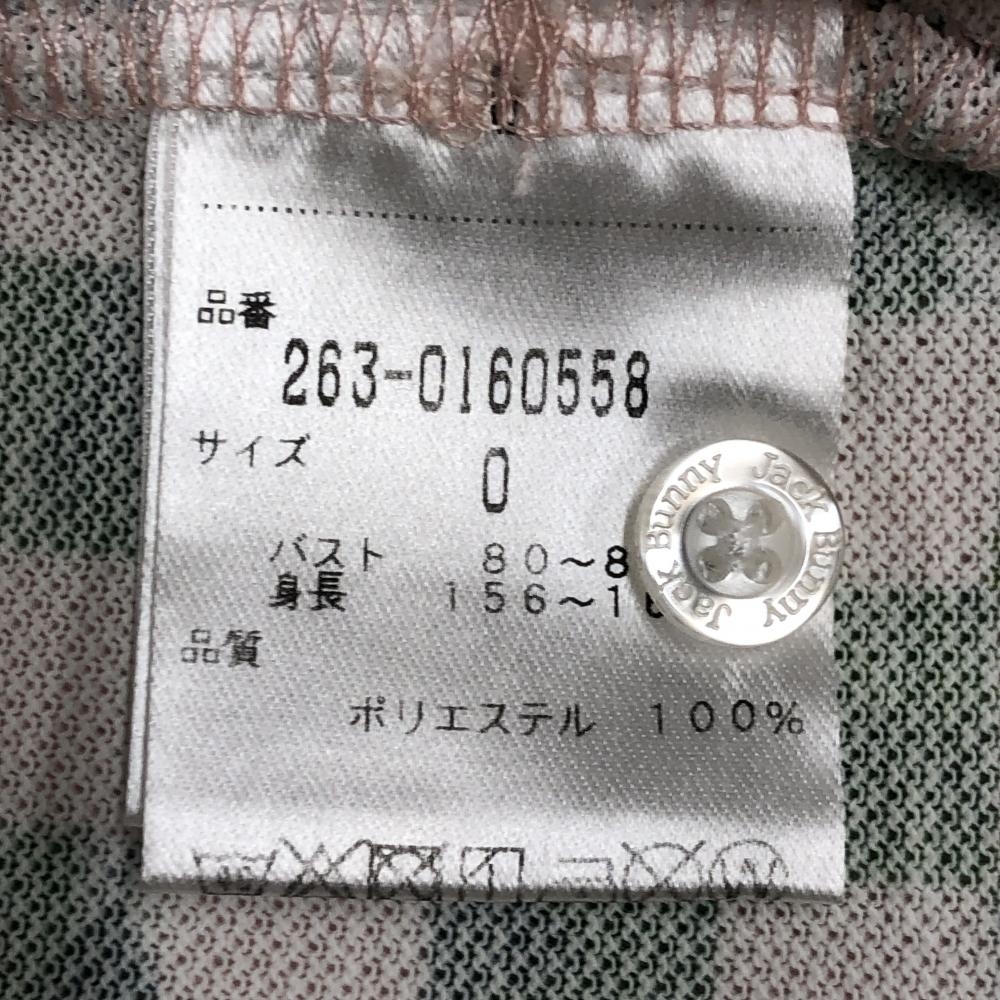 品番
263-0160558
サイズ 0
バスト 80～8
身長 156～16
品質
ポリエステル 100%
Jack Bunny Jack Bunny